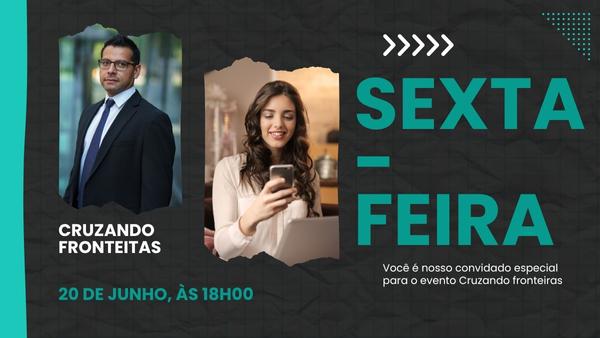 SEXTA
–
FEIRA
CRUZANDO
FRONTEITAS
Você é nosso convidado especial
para o evento Cruzando fronteiras
20 DE JUNHO, ÀS 18H00